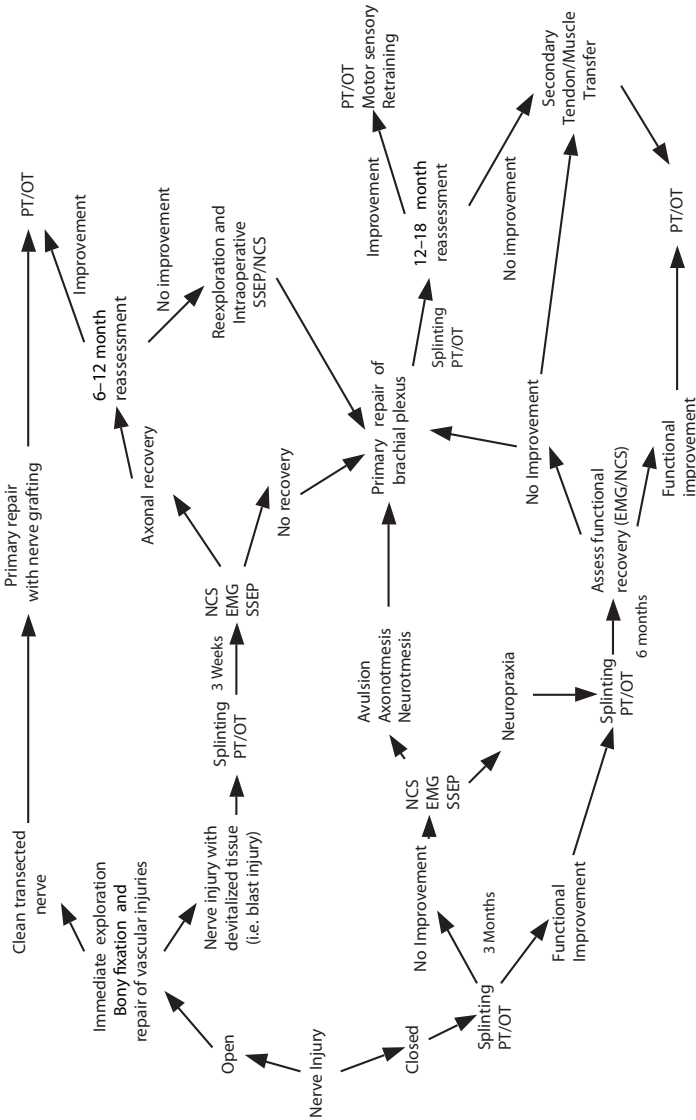 Nerve Injury
Open
Closed
Immediate exploration
Bony fixation and
repair of vascular injuries
Clean transected
nerve
Primary repair
with nerve grafting
PT/OT
Nerve injury with
devitalized tissue
(i.e. blast injury)
Splinting
PT/OT
3 Weeks
NCS
EMG
SSEP
Axonal recovery
No recovery
6–12 month
reassessment
Improvement
No improvement
Reexploration and
Intraoperative
SSEP/NCS
Splinting
PT/OT
3 Months
No Improvement
Functional
Improvement
NCS
EMG
SSEP
Avulsion
Axonotmesis
Neurotmesis
Neuropraxia
Primary repair of
brachial plexus
Splinting
PT/OT
12–18 month
reassessment
Improvement
PT/OT
Motor sensory
Retraining
No improvement
Secondary
Tendon/Muscle
Transfer
Splinting
PT/OT
6 months
Assess functional
recovery (EMG/NCS)
No Improvement
Functional
improvement
PT/OT